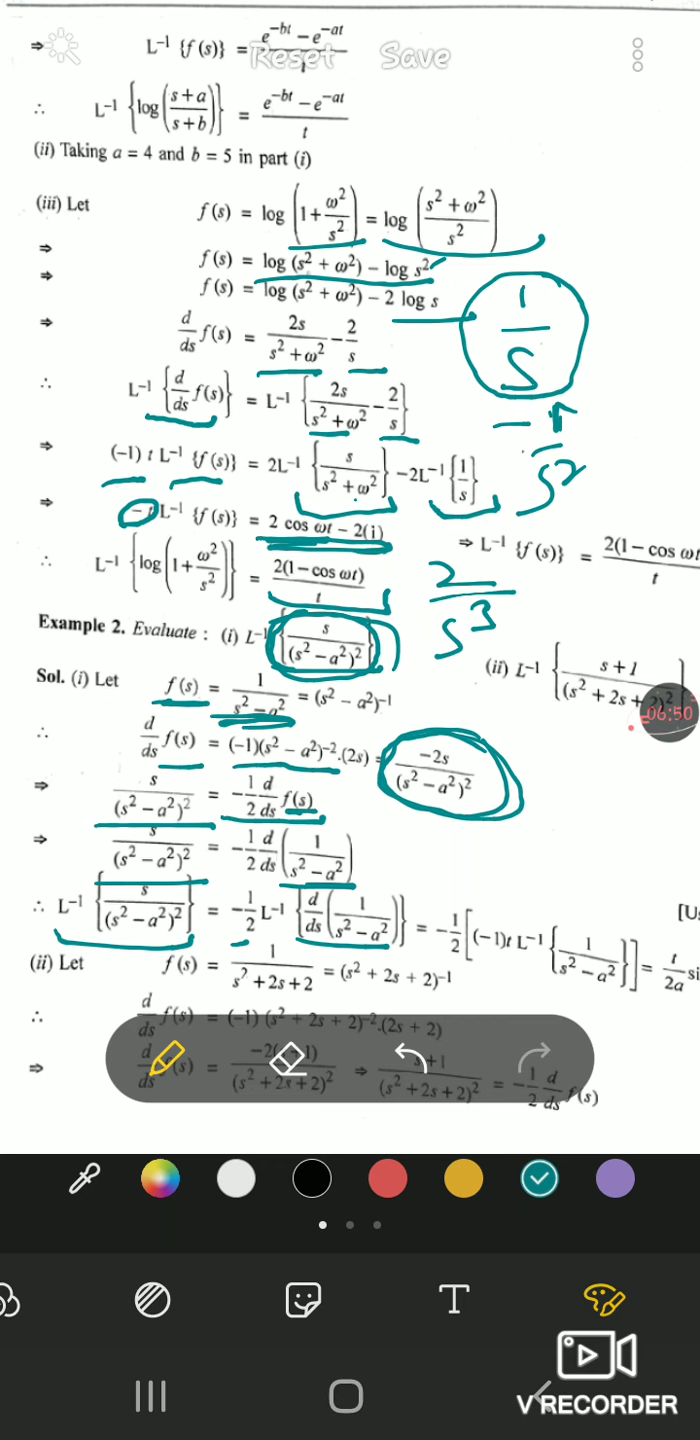 ⇒ L⁻¹ {f (s)} = e^(−bt) − e^(−at) / t
Reset Save
∴ L⁻¹ {log((s+a)/(s+b))} = (e^(−bt) − e^(−at)) / t
(ii) Taking a = 4 and b = 5 in part (i)
(iii) Let f (s) = log (1 + ω²/s²) = log ((s² + ω²)/s²)
⇒ f (s) = log (s² + ω²) − log s²
⇒ f (s) = log (s² + ω²) − 2 log s
1/S
⇒ d/ds f(s) = 2s/(s² + ω²) − 2/s
∴ L⁻¹ {d/ds f(s)} = L⁻¹ {2s/(s² + ω²) − 2/s}
⇒ (−1) t L⁻¹ {f (s)} = 2L⁻¹ {s/(s² + ω²)} − 2L⁻¹ {1/s}
⇒ − t L⁻¹ {f (s)} = 2 cos ωt − 2(1) ⇒ L⁻¹ {f (s)} = 2(1 − cos ωt / t
∴ L⁻¹ {log (1 + ω²/s²)} = 2(1 − cos ωt) / t
2/S³
Example 2. Evaluate : (i) L⁻¹ {s/(s² − a²)²} (ii) L⁻¹ {(s + 1)/(s² + 2s + 2)²}
06:50
Sol. (i) Let f (s) = 1/(s² − a²) = (s² − a²)⁻¹
∴ d/ds f(s) = (−1)(s² − a²)⁻².(2s) = −2s/(s² − a²)²
⇒ s/(s² − a²)² = −1/2 d/ds f(s)
⇒ s/(s² − a²)² = −1/2 d/ds (1/(s² − a²))
[U
∴ L⁻¹ {s/(s² − a²)²} = −1/2 L⁻¹ {d/ds (1/(s² − a²))} = −1/2 [(−1)t L⁻¹ {1/(s² − a²)}] = t/2a si
(ii) Let f (s) = 1/(s² + 2s + 2) = (s² + 2s + 2)⁻¹
∴ d/ds f(s) = (−1) (s² + 2s + 2)⁻².(2s + 2)
⇒ d/ds f(s) = −2(s + 1)/(s² + 2s + 2)² ⇒ (s + 1)/(s² + 2s + 2)² = −1/2 d/ds f(s)
T
V RECORDER